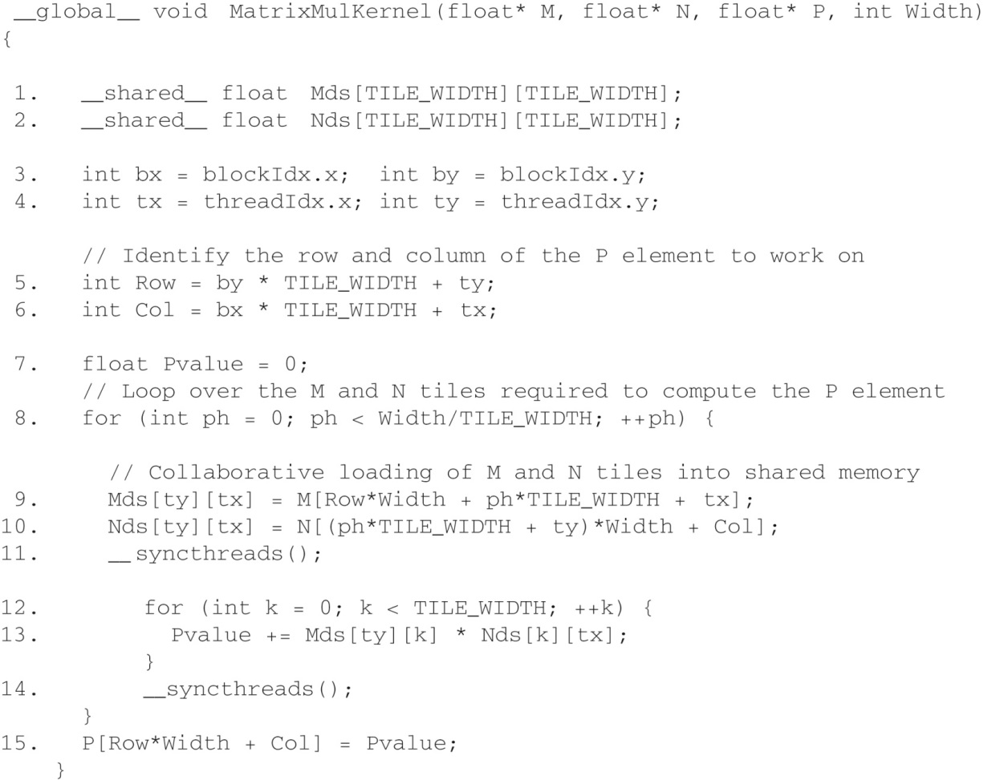 __global__ void MatrixMulKernel(float* M, float* N, float* P, int Width)
{
1. __shared__ float Mds[TILE_WIDTH][TILE_WIDTH];
2. __shared__ float Nds[TILE_WIDTH][TILE_WIDTH];
3. int bx = blockIdx.x; int by = blockIdx.y;
4. int tx = threadIdx.x; int ty = threadIdx.y;
// Identify the row and column of the P element to work on
5. int Row = by * TILE_WIDTH + ty;
6. int Col = bx * TILE_WIDTH + tx;
7. float Pvalue = 0;
// Loop over the M and N tiles required to compute the P element
8. for (int ph = 0; ph < Width/TILE_WIDTH; ++ph) {
// Collaborative loading of M and N tiles into shared memory
9. Mds[ty][tx] = M[Row*Width + ph*TILE_WIDTH + tx];
10. Nds[ty][tx] = N[(ph*TILE_WIDTH + ty)*Width + Col];
11. __syncthreads();
12. for (int k = 0; k < TILE_WIDTH; ++k) {
13. Pvalue += Mds[ty][k] * Nds[k][tx];
}
14. __syncthreads();
}
15. P[Row*Width + Col] = Pvalue;
}